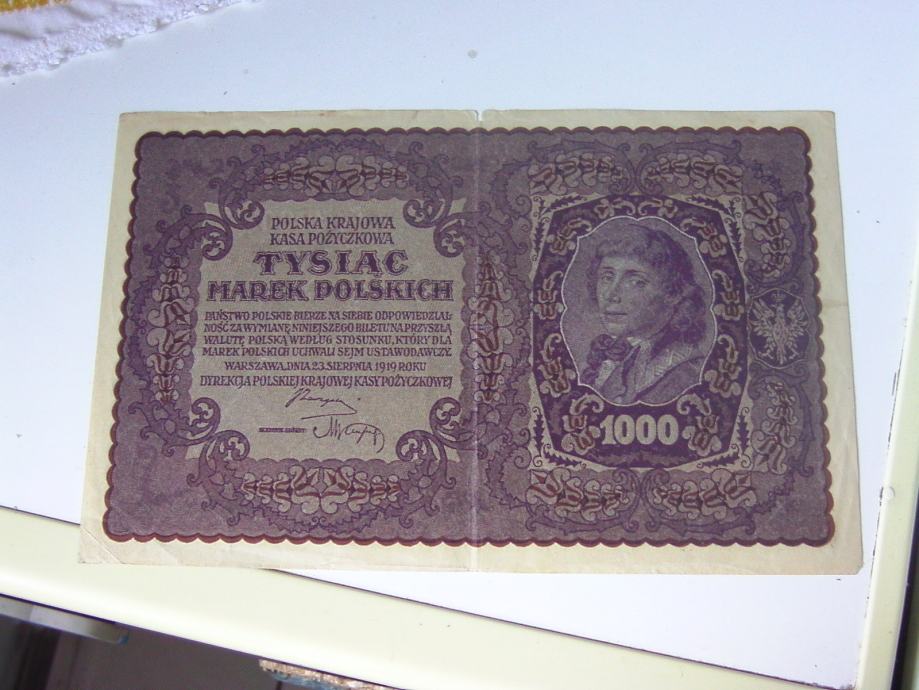 POLSKA KRAJOWA
KASA POŻYCZKOWA
TYSIĄC
MAREK POLSKICH
PAŃSTWO POLSKIE BIERZE NA SIEBIE ODPOWIEDZIAL
NOŚĆ ZA WYMIANĘ NINIEJSZEGO BILETU NA PRZYSZŁĄ
WALUTĘ POLSKĄ WEDŁUG STOSUNKU, KTÓRY DLA
MAREK POLSKICH UCHWALI SEJM USTAWODAWCZY.
WARSZAWA, DNIA 23. SIERPNIA 1919 ROKU
DYREKCJA POLSKIEJ KRAJOWEJ KASY POŻYCZKOWEJ
1000